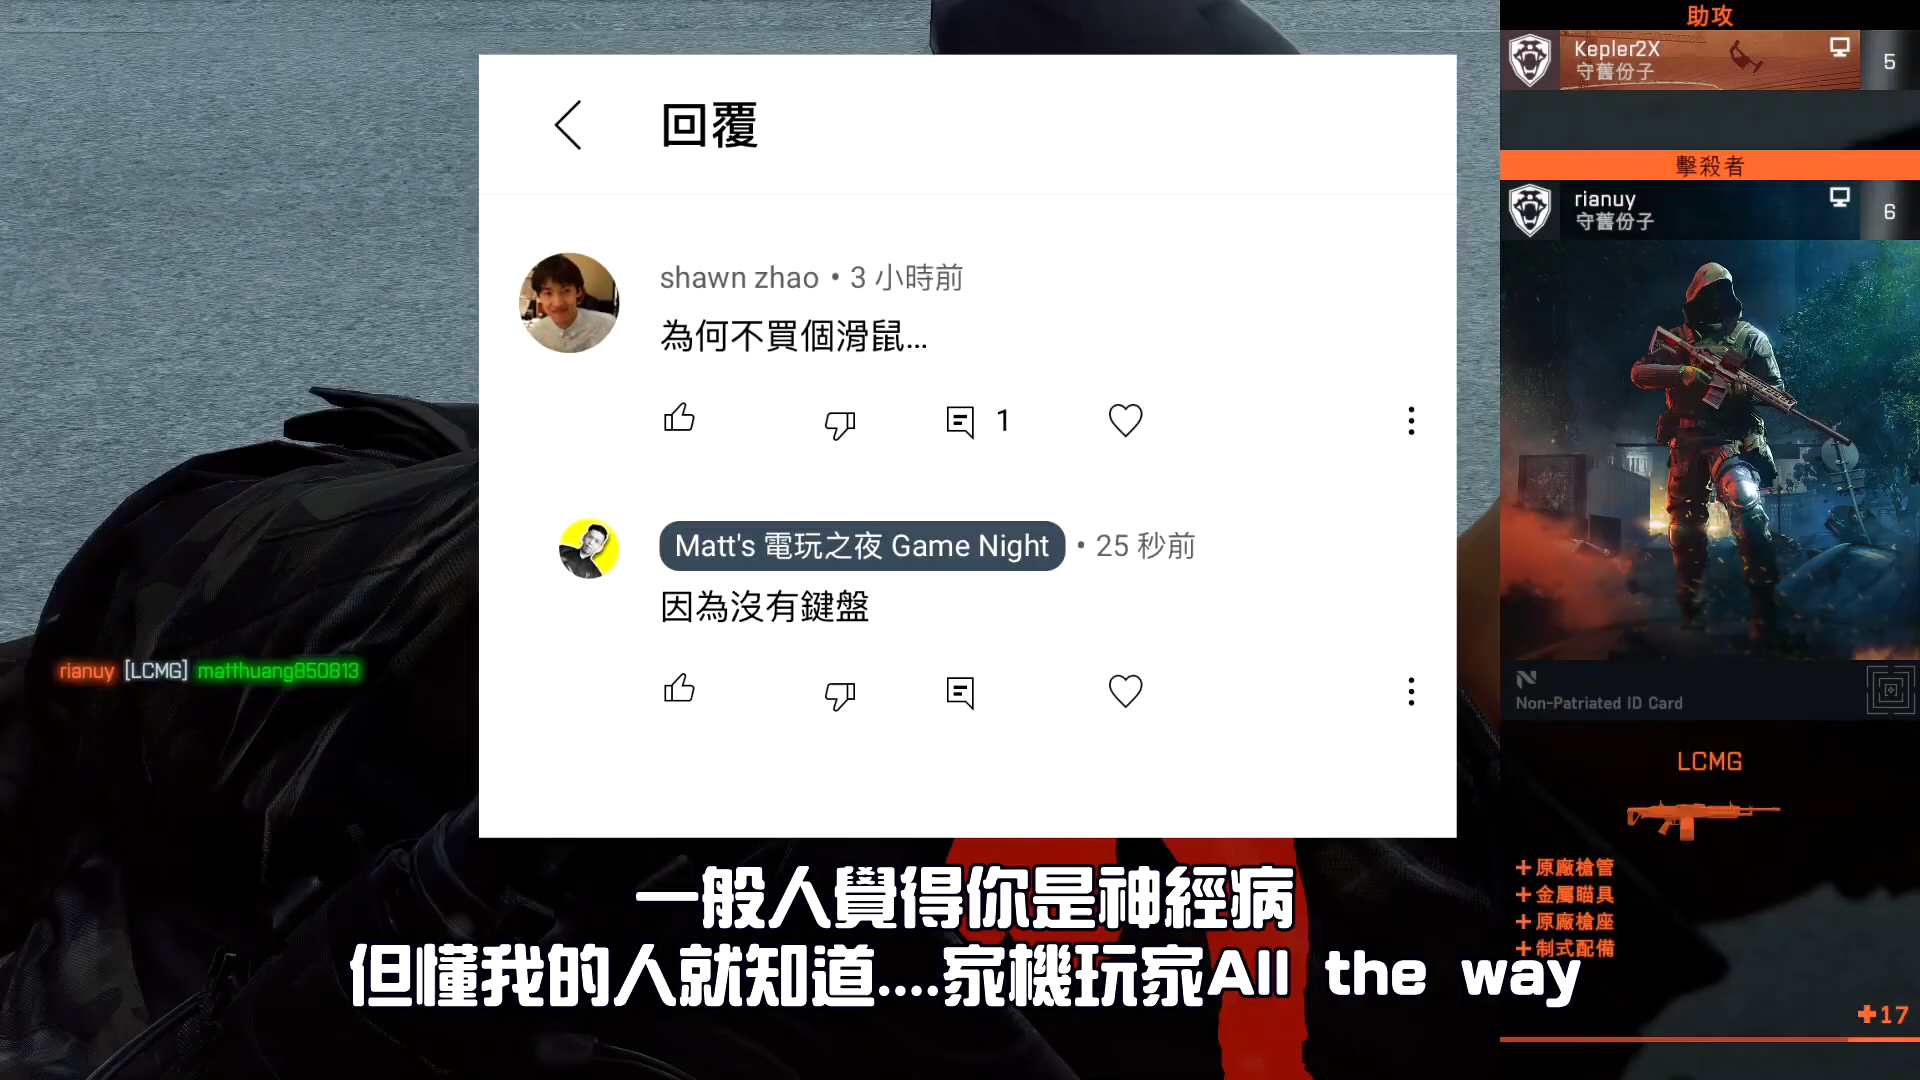 回覆
shawn zhao • 3 小時前
為何不買個滑鼠...
1
Matt's 電玩之夜 Game Night • 25 秒前
因為沒有鍵盤
rianuy [LCMG] matthuang850813
一般人覺得你是神經病
但懂我的人就知道....家機玩家All the way
助攻
Kepler2X
守舊份子
5
擊殺者
rianuy
守舊份子
6
Non-Patriated ID Card
LCMG
+原廠槍管
+金屬瞄具
+原廠槍座
+制式配備
+17